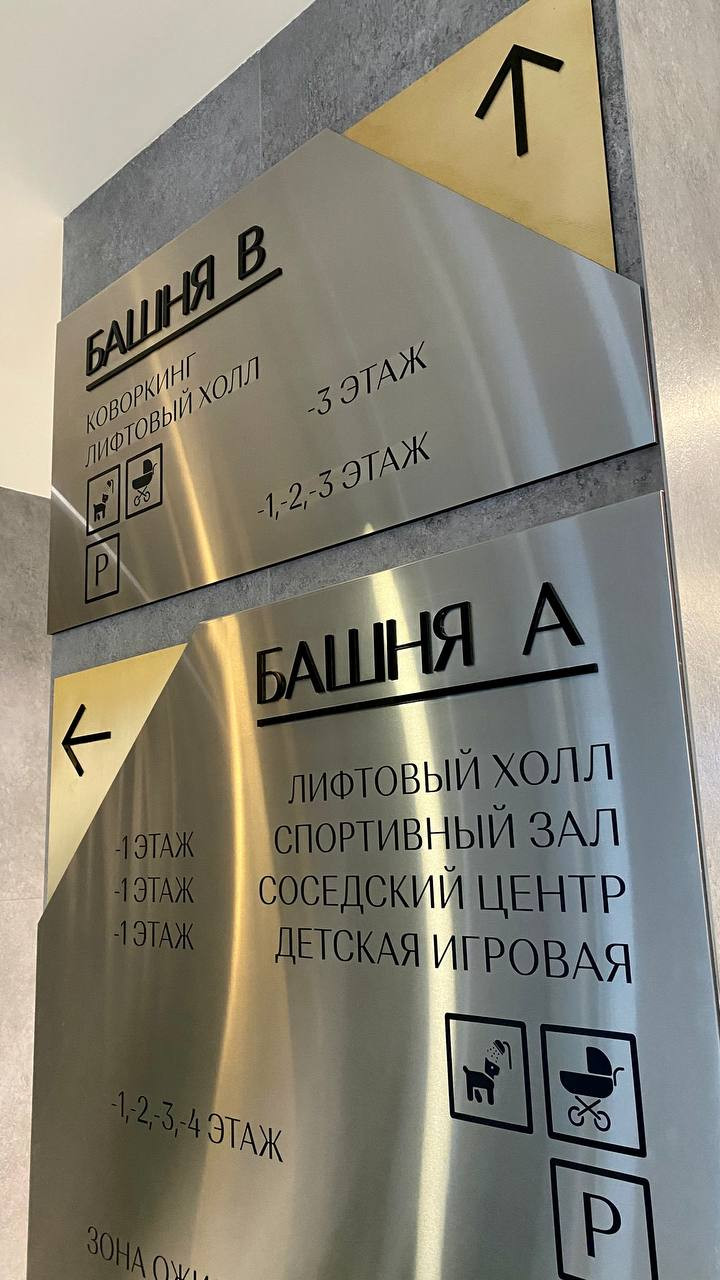 БАШНЯ В
КОВОРКИНГ
ЛИФТОВЫЙ ХОЛЛ
-3 ЭТАЖ
-1,-2,-3 ЭТАЖ
P
БАШНЯ А
ЛИФТОВЫЙ ХОЛЛ
-1 ЭТАЖ СПОРТИВНЫЙ ЗАЛ
-1 ЭТАЖ СОСЕДСКИЙ ЦЕНТР
-1 ЭТАЖ ДЕТСКАЯ ИГРОВАЯ
-1,-2,-3,-4 ЭТАЖ
P
ЗОНА